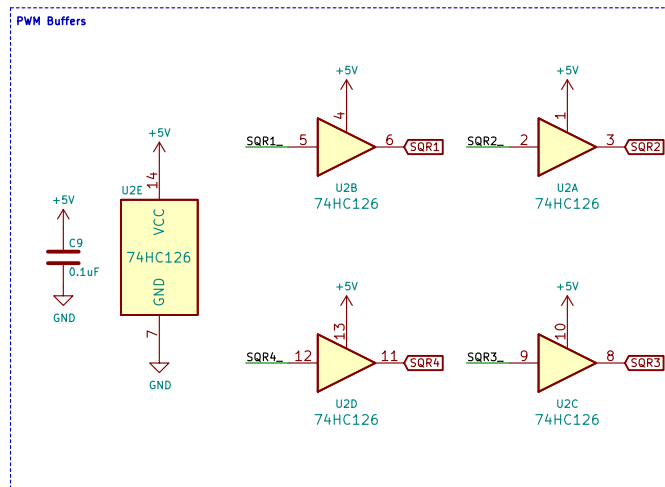 PWM Buffers
+5V
4
SQR1_
5
6
SQR1
U2B
74HC126
+5V
1
SQR2_
2
3
SQR2
U2A
74HC126
+5V
14
U2E
VCC
74HC126
GND
7
GND
+5V
C9
0.1uF
GND
+5V
13
SQR4_
12
11
SQR4
U2D
74HC126
+5V
10
SQR3_
9
8
SQR3
U2C
74HC126